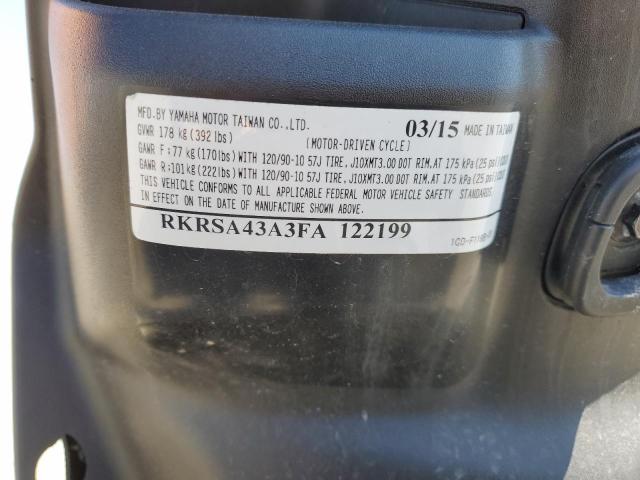 MFD.BY YAMAHA MOTOR TAIWAN CO.,LTD. 03/15 MADE IN TAIWAN
GVWR 178 kg (392 lbs) [MOTOR-DRIVEN CYCLE]
GAWR F:77 kg (170 lbs) WITH 120/90-10 57J TIRE, J10XMT3.00 DOT RIM. AT 175 kPa (25 psi)
GAWR R:101 kg (222 lbs) WITH 120/90-10 57J TIRE, J10XMT3.00 DOT RIM. AT 175 kPa (25 psi)
THIS VEHICLE CONFORMS TO ALL APPLICABLE FEDERAL MOTOR VEHICLE SAFETY STANDARDS
IN EFFECT ON THE DATE OF MANUFACTURE SHOWN ABOVE.
RKRSA43A3FA 122199